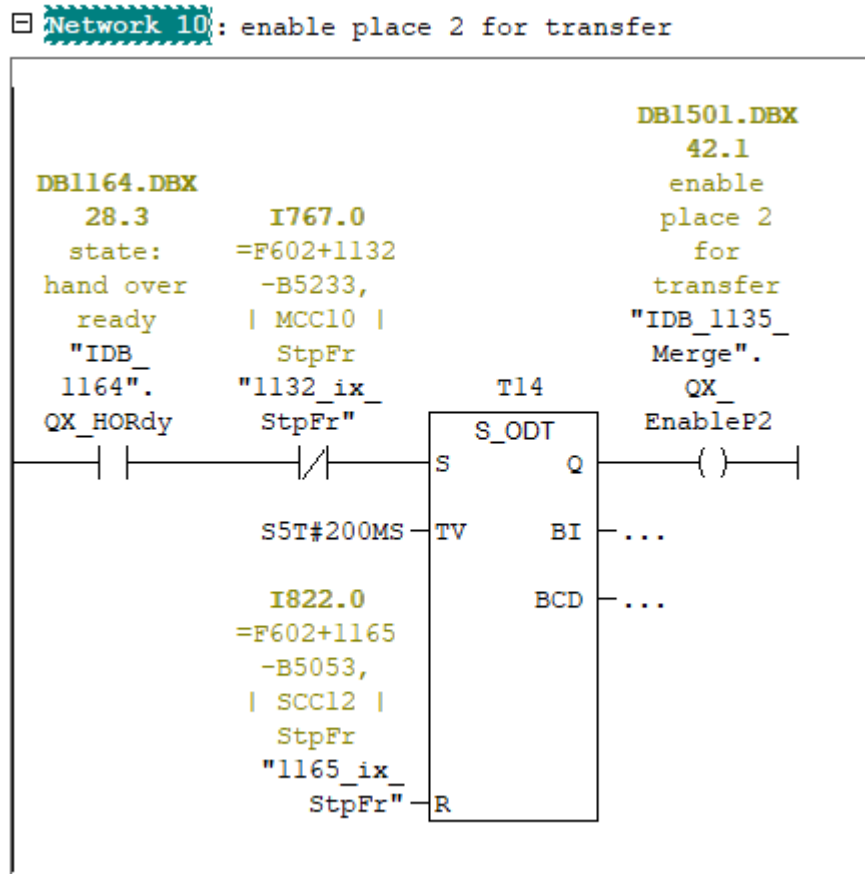 Network 10: enable place 2 for transfer
DB1501.DBX
42.1
enable
place 2
for
transfer
"IDB_1135_
Merge".
QX_
EnableP2
DB1164.DBX
28.3
state:
hand over
ready
"IDB_
1164".
QX_HORdy
I767.0
=F602+1132
-B5233,
| MCC10 |
StpFr
"1132_ix_
StpFr"
T14
S_ODT
S
Q
S5T#200MS
TV
BI
...
BCD
...
I822.0
=F602+1165
-B5053,
| SCC12 |
StpFr
"1165_ix_
StpFr"
R